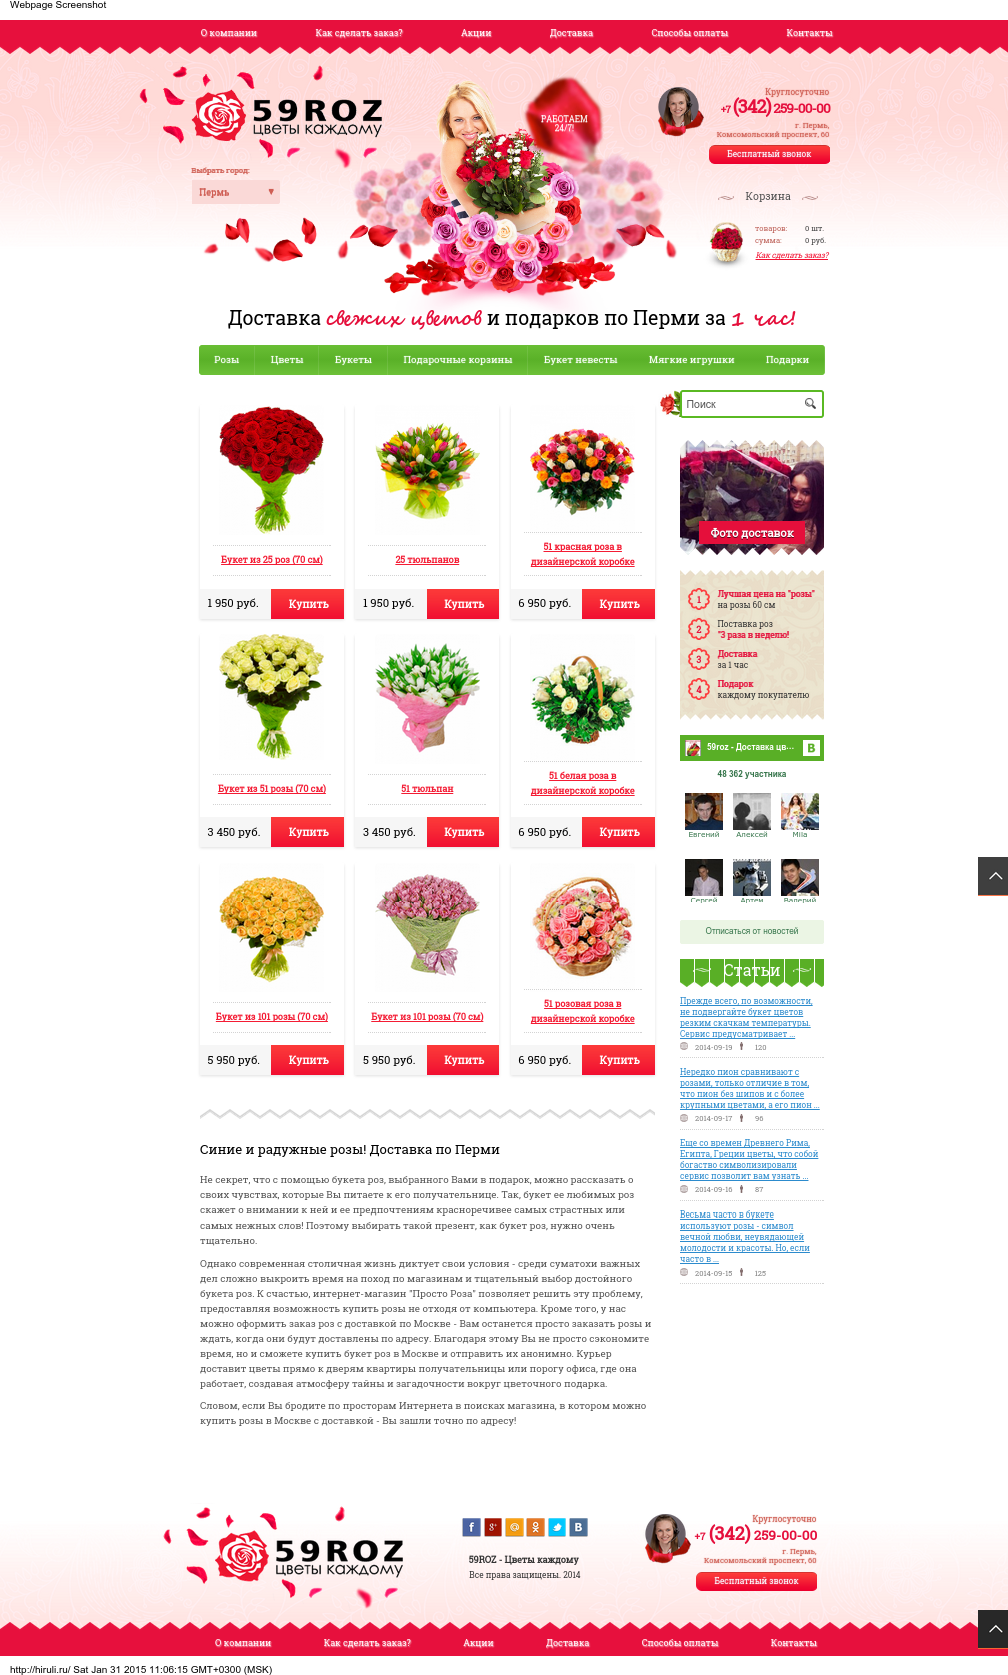 Webpage Screenshot
О компании
Как сделать заказ?
Акции
Доставка
Способы оплаты
Контакты
59ROZ
цветы каждому
Выбрать город:
Пермь
РАБОТАЕМ
24/7!
Круглосуточно
+7 (342) 259-00-00
г. Пермь,
Комсомольский проспект, 60
Бесплатный звонок
Корзина
товаров: 0 шт.
сумма: 0 руб.
Как сделать заказ?
Доставка свежих цветов и подарков по Перми за 1 час!
Розы
Цветы
Букеты
Подарочные корзины
Букет невесты
Мягкие игрушки
Подарки
Букет из 25 роз (70 см)
1 950 руб.
Купить
25 тюльпанов
1 950 руб.
Купить
51 красная роза в
дизайнерской коробке
6 950 руб.
Купить
Букет из 51 розы (70 см)
3 450 руб.
Купить
51 тюльпан
3 450 руб.
Купить
51 белая роза в
дизайнерской коробке
6 950 руб.
Купить
Букет из 101 розы (70 см)
5 950 руб.
Купить
Букет из 101 розы (70 см)
5 950 руб.
Купить
51 розовая роза в
дизайнерской коробке
6 950 руб.
Купить
Поиск
Фото доставок
1
Лучшая цена на "розы"
на розы 60 см
2
Поставка роз
"3 раза в неделю!
3
Доставка
за 1 час
4
Подарок
каждому покупателю
59roz - Доставка цв...
B
48 362 участника
Евгений
Алексей
Mila
Сергей
Артем
Валерий
Отписаться от новостей
Статьи
Прежде всего, по возможности,
не подвергайте букет цветов
резким скачкам температуры.
Сервис предусматривает ...
2014-09-19 120
Нередко пион сравнивают с
розами, только отличие в том,
что пион без шипов и с более
крупными цветами, а его пион ...
2014-09-17 96
Еще со времен Древнего Рима,
Египта, Греции цветы, что собой
богаство символизировали
сервис позволит вам узнать ...
2014-09-16 87
Весьма часто в букете
используют розы - символ
вечной любви, неувядающей
молодости и красоты. Но, если
часто в ...
2014-09-15 125
Синие и радужные розы! Доставка по Перми
Не секрет, что с помощью букета роз, выбранного Вами в подарок, можно рассказать о
своих чувствах, которые Вы питаете к его получательнице. Так, букет ее любимых роз
скажет о внимании к ней и ее предпочтениям красноречивее самых страстных или
самых нежных слов! Поэтому выбирать такой презент, как букет роз, нужно очень
тщательно.
Однако современная столичная жизнь диктует свои условия - среди суматохи важных
дел сложно выкроить время на поход по магазинам и тщательный выбор достойного
букета роз. К счастью, интернет-магазин "Просто Роза" позволяет решить эту проблему,
предоставляя возможность купить розы не отходя от компьютера. Кроме того, у нас
можно оформить заказ роз с доставкой по Москве - Вам останется просто заказать розы и
ждать, когда они будут доставлены по адресу. Благодаря этому Вы не просто сэкономите
время, но и сможете купить букет роз в Москве и отправить их анонимно. Курьер
доставит цветы прямо к дверям квартиры получательницы или порогу офиса, где она
работает, создавая атмосферу тайны и загадочности вокруг цветочного подарка.
Словом, если Вы бродите по просторам Интернета в поисках магазина, в котором можно
купить розы в Москве с доставкой - Вы зашли точно по адресу!
59ROZ
цветы каждому
59ROZ - Цветы каждому
Все права защищены. 2014
Круглосуточно
+7 (342) 259-00-00
г. Пермь,
Комсомольский проспект, 60
Бесплатный звонок
О компании
Как сделать заказ?
Акции
Доставка
Способы оплаты
Контакты
http://hiruli.ru/ Sat Jan 31 2015 11:06:15 GMT+0300 (MSK)